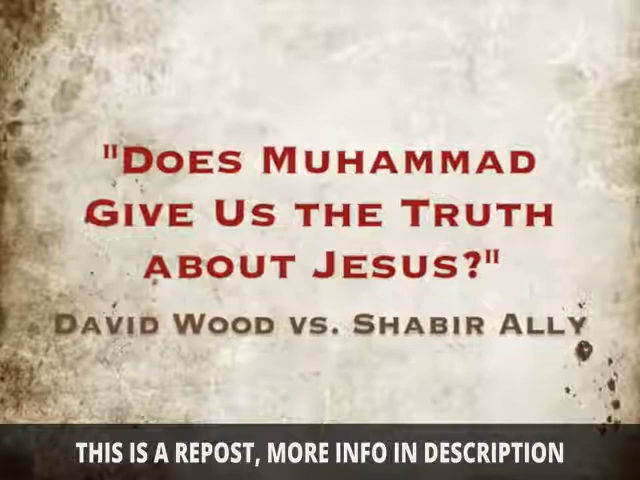 "Does Muhammad
Give Us the Truth
about Jesus?"
David Wood vs. Shabir Ally
THIS IS A REPOST, MORE INFO IN DESCRIPTION